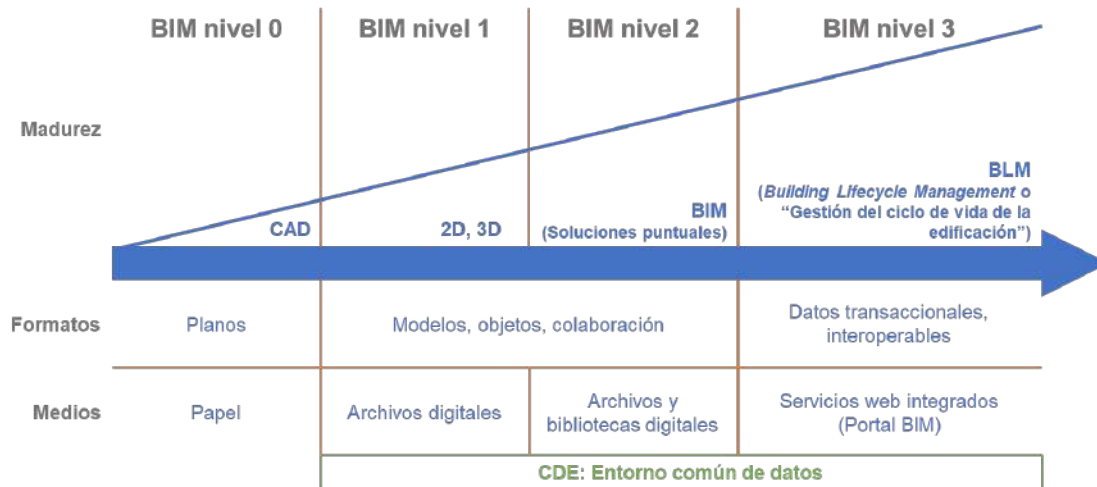 BIM nivel 0
BIM nivel 1
BIM nivel 2
BIM nivel 3
Madurez
CAD
2D, 3D
BIM
(Soluciones puntuales)
BLM
(Building Lifecycle Management o
“Gestión del ciclo de vida de la
edificación”)
Formatos
Planos
Modelos, objetos, colaboración
Datos transaccionales,
interoperables
Medios
Papel
Archivos digitales
Archivos y
bibliotecas digitales
Servicios web integrados
(Portal BIM)
CDE: Entorno común de datos